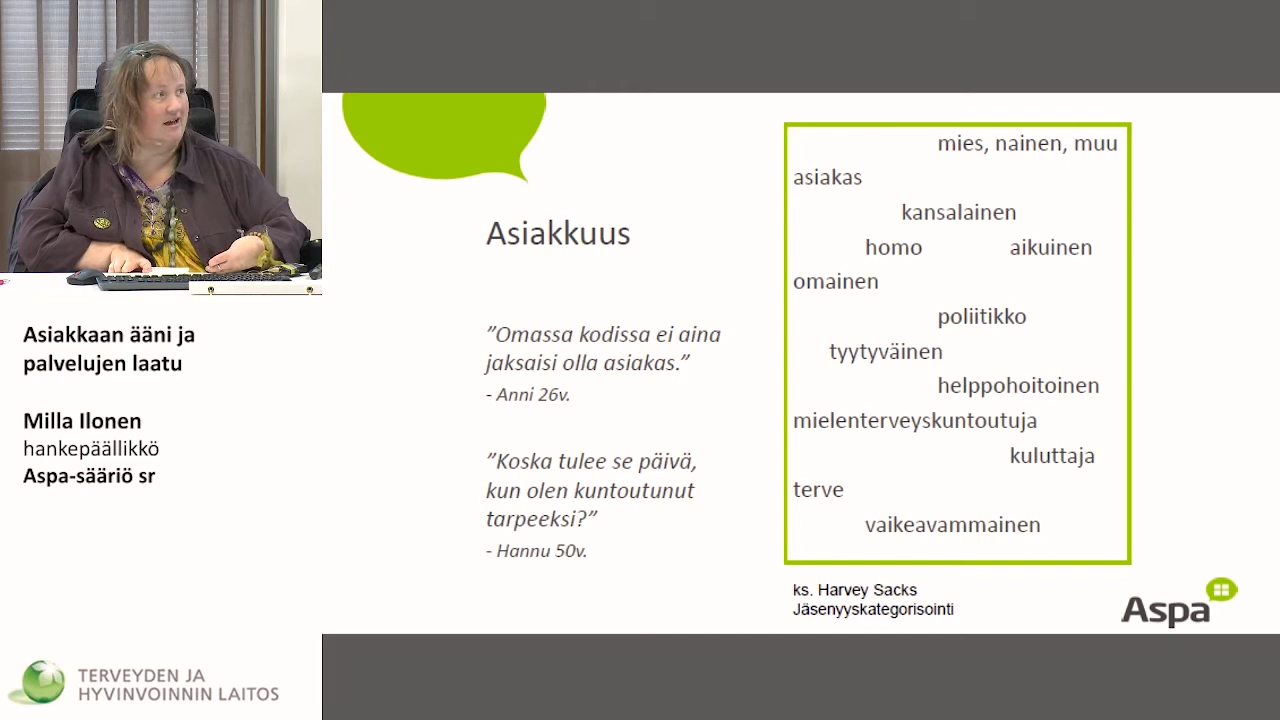 Asiakkaan ääni ja
palvelujen laatu
Milla Ilonen
hankepäällikkö
Aspa-sääriö sr
TERVEYDEN JA
HYVINVOINNIN LAITOS
Asiakkuus
”Omassa kodissa ei aina
jaksaisi olla asiakas.”
- Anni 26v.
”Koska tulee se päivä,
kun olen kuntoutunut
tarpeeksi?”
- Hannu 50v.
mies, nainen, muu
asiakas
kansalainen
homo aikuinen
omainen
poliitikko
tyytyväinen
helppohoitoinen
mielenterveyskuntoutuja
kuluttaja
terve
vaikeavammainen
ks. Harvey Sacks
Jäsenyyskategorisointi
Aspa